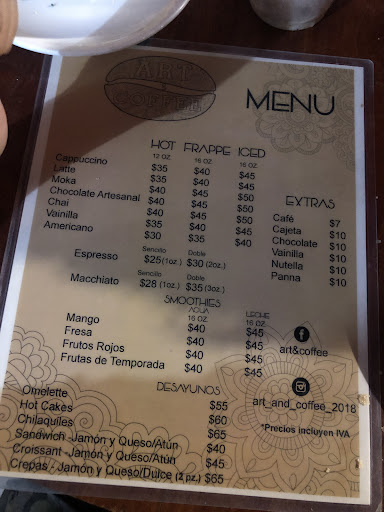 ART
COFFEE
MENU
HOT FRAPPE ICED
12 OZ. 16 OZ. 16 OZ.
Cappuccino $35 $40 $45
Latte $35 $40 $45
Moka $40 $45 $50
Chocolate Artesanal $40 $45 $50
Chai $40 $45 $50
Vainilla $35 $40 $45
Americano $30 $35 $40
Sencillo Doble
Espresso $25 (1oz.) $30 (2oz.)
Sencillo Doble
Macchiato $28 (1oz.) $35 (3oz.)
EXTRAS
Café $7
Cajeta $10
Chocolate $10
Vainilla $10
Nutella $10
Panna $10
SMOOTHIES
AGUA LECHE
16 OZ. 16 OZ.
Mango $40 $45
Fresa $40 $45
Frutos Rojos $40 $45
Frutas de Temporada $40 $45
art&coffee
art_and_coffee_2018
*Precios incluyen IVA
DESAYUNOS
Omelette $55
Hot Cakes $60
Chilaquiles $65
Sandwich -Jamón y Queso/Atún $40
Croissant -Jamón y Queso/Atún $45
Crepas - Jamón y Queso/Dulce (2 pz.) $65